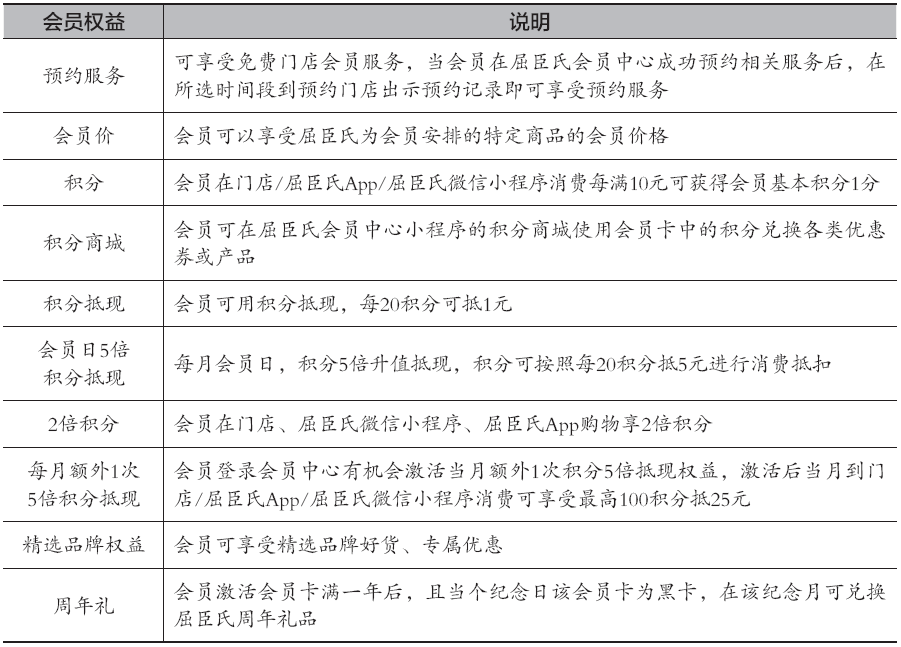 会员权益 说明
预约服务
可享受免费门店会员服务，当会员在屈臣氏会员中心成功预约相关服务后，在
所选时间段到预约门店出示预约记录即可享受预约服务
会员价 会员可以享受屈臣氏为会员安排的特定商品的会员价格
积分 会员在门店/屈臣氏App/屈臣氏微信小程序消费每满10元可获得会员基本积分1分
积分商城
会员可在屈臣氏会员中心小程序的积分商城使用会员卡中的积分兑换各类优惠
券或产品
积分抵现 会员可用积分抵现，每20积分可抵1元
会员日5倍
积分抵现
每月会员日，积分5倍升值抵现，积分可按照每20积分抵5元进行消费抵扣
2倍积分 会员在门店、屈臣氏微信小程序、屈臣氏App购物享2倍积分
每月额外1次
5倍积分抵现
会员登录会员中心有机会激活当月额外1次积分5倍抵现权益，激活后当月到门
店/屈臣氏App/屈臣氏微信小程序消费可享受最高100积分抵25元
精选品牌权益 会员可享受精选品牌好货、专属优惠
周年礼
会员激活会员卡满一年后，且当个纪念日该会员卡为黑卡，在该纪念月可兑换
屈臣氏周年礼品